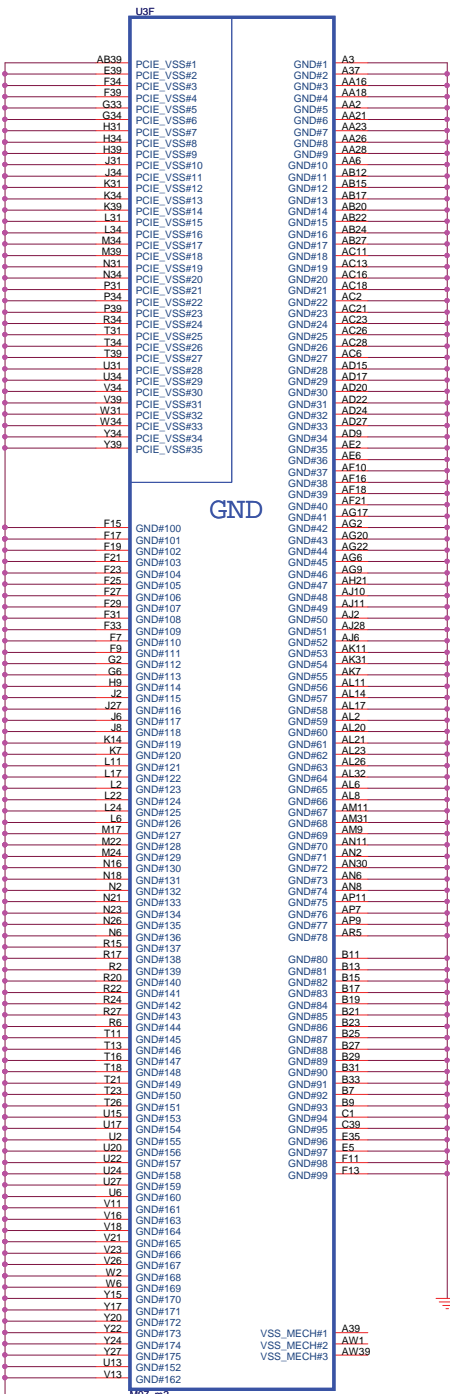 U3F
AB39 PCIE_VSS#1
E39 PCIE_VSS#2
F34 PCIE_VSS#3
F39 PCIE_VSS#4
G33 PCIE_VSS#5
G34 PCIE_VSS#6
H31 PCIE_VSS#7
H34 PCIE_VSS#8
H39 PCIE_VSS#9
J31 PCIE_VSS#10
J34 PCIE_VSS#11
K31 PCIE_VSS#12
K34 PCIE_VSS#13
K39 PCIE_VSS#14
L31 PCIE_VSS#15
L34 PCIE_VSS#16
M34 PCIE_VSS#17
M39 PCIE_VSS#18
N31 PCIE_VSS#19
N34 PCIE_VSS#20
P31 PCIE_VSS#21
P34 PCIE_VSS#22
P39 PCIE_VSS#23
R34 PCIE_VSS#24
T31 PCIE_VSS#25
T34 PCIE_VSS#26
T39 PCIE_VSS#27
U31 PCIE_VSS#28
U34 PCIE_VSS#29
V34 PCIE_VSS#30
V39 PCIE_VSS#31
W31 PCIE_VSS#32
W34 PCIE_VSS#33
Y34 PCIE_VSS#34
Y39 PCIE_VSS#35
GND
F15 GND#100
F17 GND#101
F19 GND#102
F21 GND#103
F23 GND#104
F25 GND#105
F27 GND#106
F29 GND#107
F31 GND#108
F33 GND#109
F7 GND#110
F9 GND#111
G2 GND#112
G6 GND#113
H9 GND#114
J2 GND#115
J27 GND#116
J6 GND#117
J8 GND#118
K14 GND#119
K7 GND#120
L11 GND#121
L17 GND#122
L2 GND#123
L22 GND#124
L24 GND#125
L6 GND#126
M17 GND#127
M22 GND#128
M24 GND#129
N16 GND#130
N18 GND#131
N2 GND#132
N21 GND#133
N23 GND#134
N26 GND#135
N6 GND#136
R15 GND#137
R17 GND#138
R2 GND#139
R20 GND#140
R22 GND#141
R24 GND#142
R27 GND#143
R6 GND#144
T11 GND#145
T13 GND#146
T16 GND#147
T18 GND#148
T21 GND#149
T23 GND#150
T26 GND#151
U15 GND#153
U17 GND#154
U2 GND#155
U20 GND#156
U22 GND#157
U24 GND#158
U27 GND#159
U6 GND#160
V11 GND#161
V16 GND#163
V18 GND#164
V21 GND#165
V23 GND#166
V26 GND#167
W2 GND#168
W6 GND#169
Y15 GND#170
Y17 GND#171
Y20 GND#172
Y22 GND#173
Y24 GND#174
Y27 GND#175
U13 GND#152
V13 GND#162
GND#1 A3
GND#2 A37
GND#3 AA16
GND#4 AA18
GND#5 AA2
GND#6 AA21
GND#7 AA23
GND#8 AA26
GND#9 AA28
GND#10 AA6
GND#11 AB12
GND#12 AB15
GND#13 AB17
GND#14 AB20
GND#15 AB22
GND#16 AB24
GND#17 AB27
GND#18 AC11
GND#19 AC13
GND#20 AC16
GND#21 AC18
GND#22 AC2
GND#23 AC21
GND#24 AC23
GND#25 AC26
GND#26 AC28
GND#27 AC6
GND#28 AD15
GND#29 AD17
GND#30 AD20
GND#31 AD22
GND#32 AD24
GND#33 AD27
GND#34 AD9
GND#35 AE2
GND#36 AE6
GND#37 AF10
GND#38 AF16
GND#39 AF18
GND#40 AF21
GND#41 AG17
GND#42 AG2
GND#43 AG20
GND#44 AG22
GND#45 AG6
GND#46 AG9
GND#47 AH21
GND#48 AJ10
GND#49 AJ11
GND#50 AJ2
GND#51 AJ28
GND#52 AJ6
GND#53 AK11
GND#54 AK31
GND#55 AK7
GND#56 AL11
GND#57 AL14
GND#58 AL17
GND#59 AL2
GND#60 AL20
GND#61 AL21
GND#62 AL23
GND#63 AL26
GND#64 AL32
GND#65 AL6
GND#66 AL8
GND#67 AM11
GND#68 AM31
GND#69 AM9
GND#70 AN11
GND#71 AN2
GND#72 AN30
GND#73 AN6
GND#74 AN8
GND#75 AP11
GND#76 AP7
GND#77 AP9
GND#78 AR5
GND#80 B11
GND#81 B13
GND#82 B15
GND#83 B17
GND#84 B19
GND#85 B21
GND#86 B23
GND#87 B25
GND#88 B27
GND#89 B29
GND#90 B31
GND#91 B33
GND#92 B7
GND#93 B9
GND#94 C1
GND#95 C39
GND#96 E35
GND#97 E5
GND#98 F11
GND#99 F13
VSS_MECH#1 A39
VSS_MECH#2 AW1
VSS_MECH#3 AW39